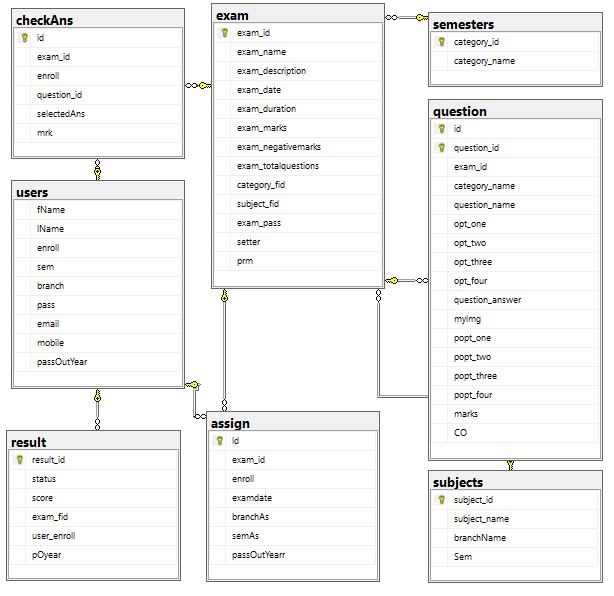 checkAns
id
exam_id
enroll
question_id
selectedAns
mrk
exam
exam_id
exam_name
exam_description
exam_date
exam_duration
exam_marks
exam_negativemarks
exam_totalquestions
category_fid
subject_fid
exam_pass
setter
prm
semesters
category_id
category_name
question
id
question_id
exam_id
category_name
question_name
opt_one
opt_two
opt_three
opt_four
question_answer
myImg
popt_one
popt_two
popt_three
popt_four
marks
CO
users
fName
lName
enroll
sem
branch
pass
email
mobile
passOutYear
result
result_id
status
score
exam_fid
user_enroll
pOyear
assign
id
exam_id
enroll
examdate
branchAs
semAs
passOutYearr
subjects
subject_id
subject_name
branchName
Sem